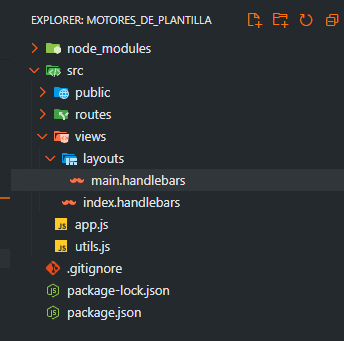 EXPLORER: MOTORES_DE_PLANTILLA
node_modules
src
public
routes
views
layouts
main.handlebars
index.handlebars
app.js
utils.js
.gitignore
package-lock.json
package.json